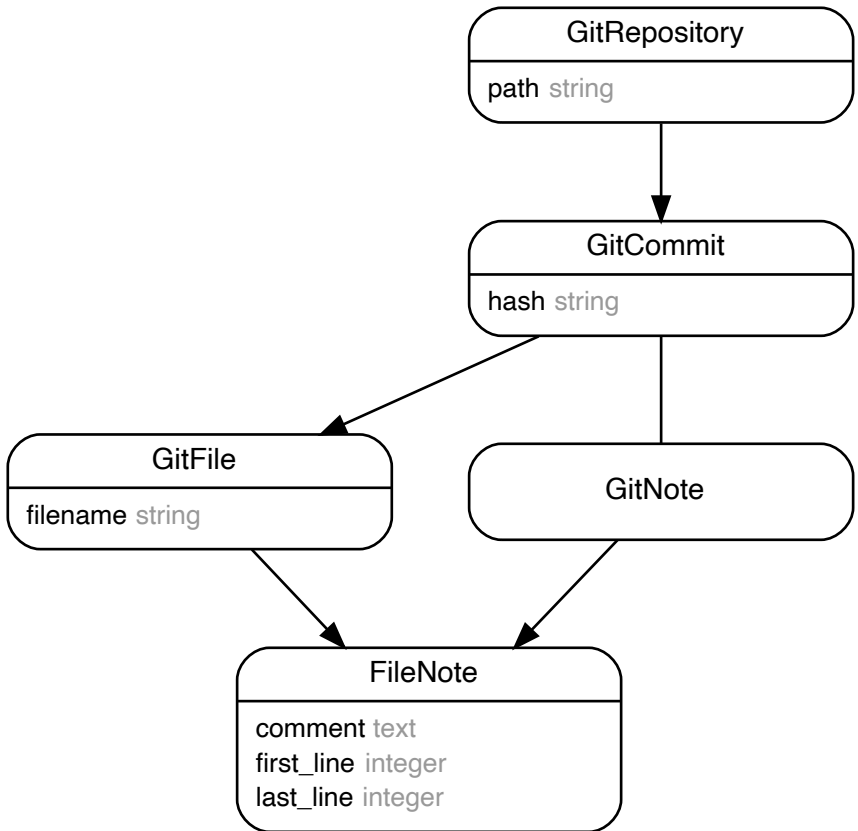 GitRepository
path string
GitCommit
hash string
GitFile
filename string
GitNote
FileNote
comment text
first_line integer
last_line integer